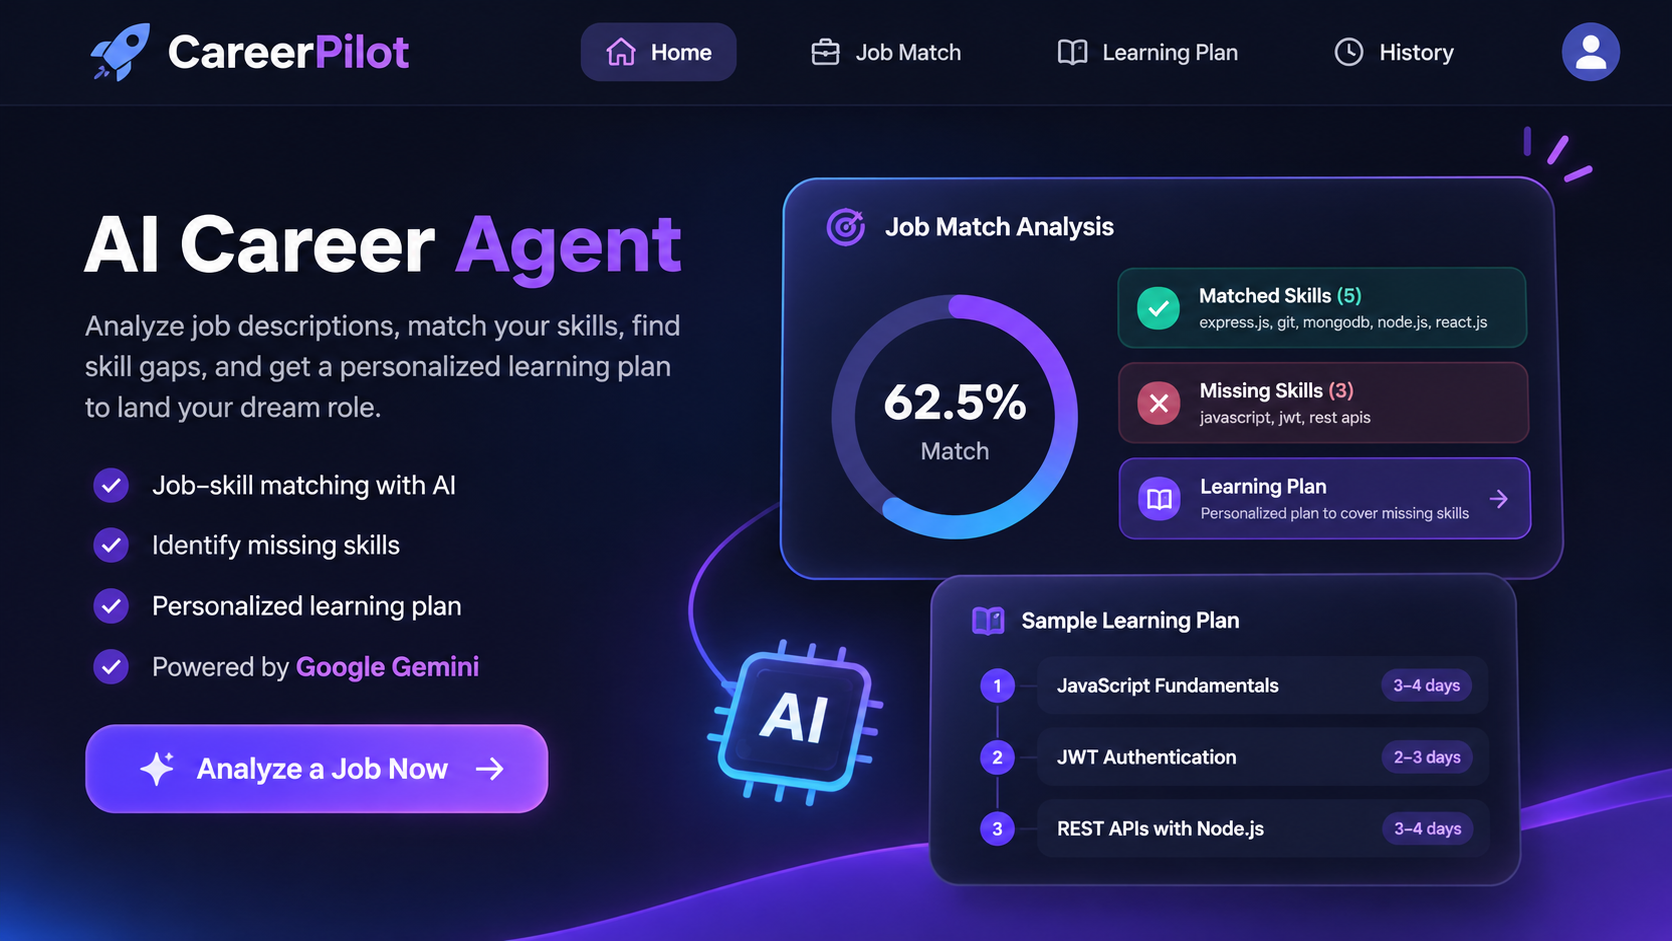 CareerPilot
Home
Job Match
Learning Plan
History
AI Career Agent
Analyze job descriptions, match your skills, find
skill gaps, and get a personalized learning plan
to land your dream role.
Job–skill matching with AI
Identify missing skills
Personalized learning plan
Powered by Google Gemini
Analyze a Job Now
Job Match Analysis
62.5%
Match
Matched Skills (5)
express.js, git, mongodb, node.js, react.js
Missing Skills (3)
javascript, jwt, rest apis
Learning Plan
Personalized plan to cover missing skills
AI
Sample Learning Plan
1 JavaScript Fundamentals 3–4 days
2 JWT Authentication 2–3 days
3 REST APIs with Node.js 3–4 days